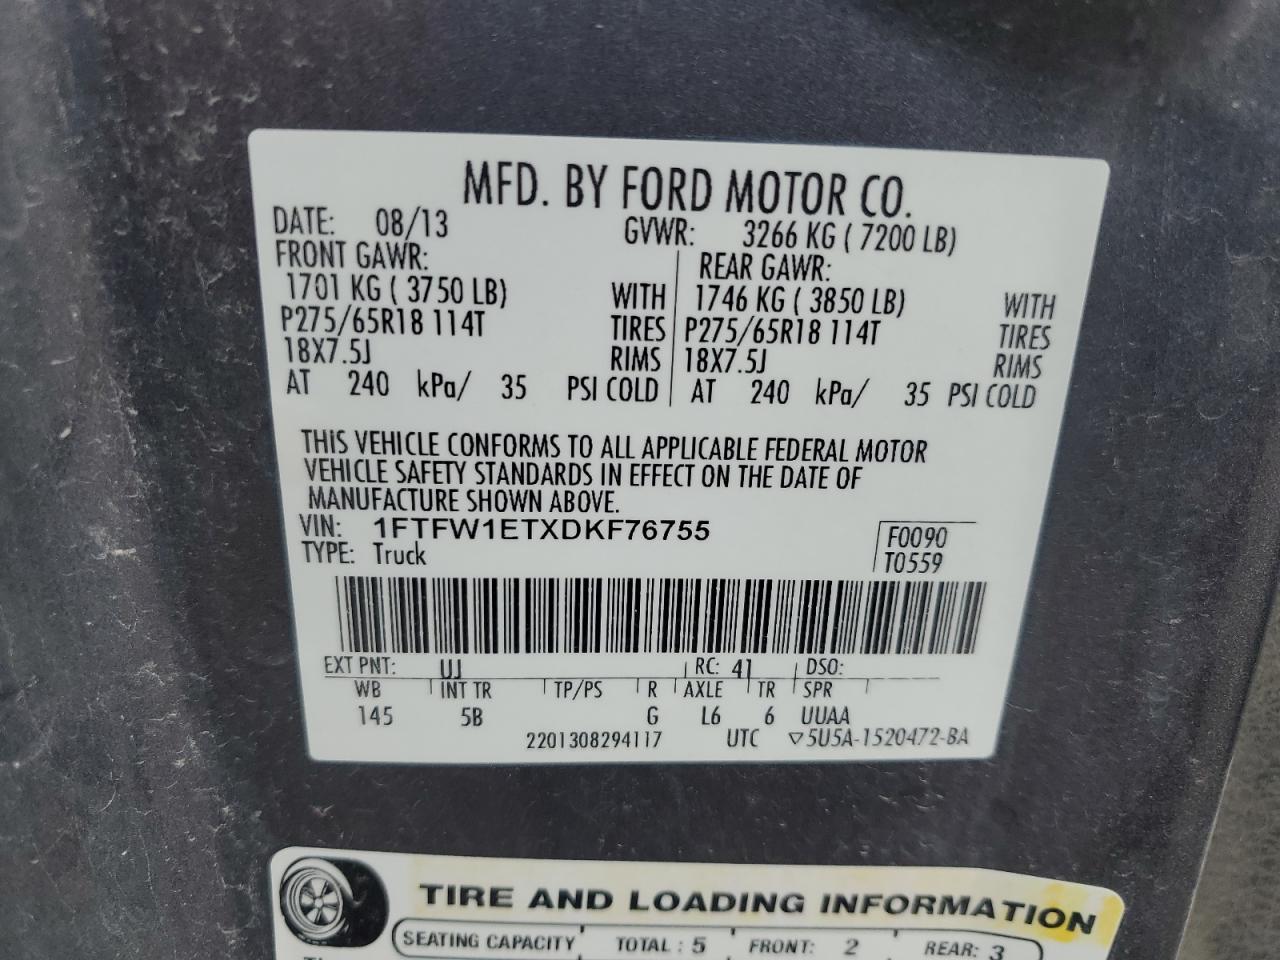 MFD. BY FORD MOTOR CO.
DATE: 08/13 GVWR: 3266 KG ( 7200 LB)
FRONT GAWR: REAR GAWR:
1701 KG ( 3750 LB) WITH 1746 KG ( 3850 LB) WITH
P275/65R18 114T TIRES P275/65R18 114T TIRES
18X7.5J RIMS 18X7.5J RIMS
AT 240 kPa/ 35 PSI COLD AT 240 kPa/ 35 PSI COLD
THIS VEHICLE CONFORMS TO ALL APPLICABLE FEDERAL MOTOR
VEHICLE SAFETY STANDARDS IN EFFECT ON THE DATE OF
MANUFACTURE SHOWN ABOVE.
VIN: 1FTFW1ETXDKF76755 F0090
TYPE: Truck T0559
EXT PNT: UJ RC: 41 DSO:
WB INT TR TP/PS R AXLE TR SPR
145 5B G L6 6 UUAA
2201308294117 UTC ▽5U5A-1520472-BA
TIRE AND LOADING INFORMATION
SEATING CAPACITY TOTAL : 5 FRONT: 2 REAR: 3